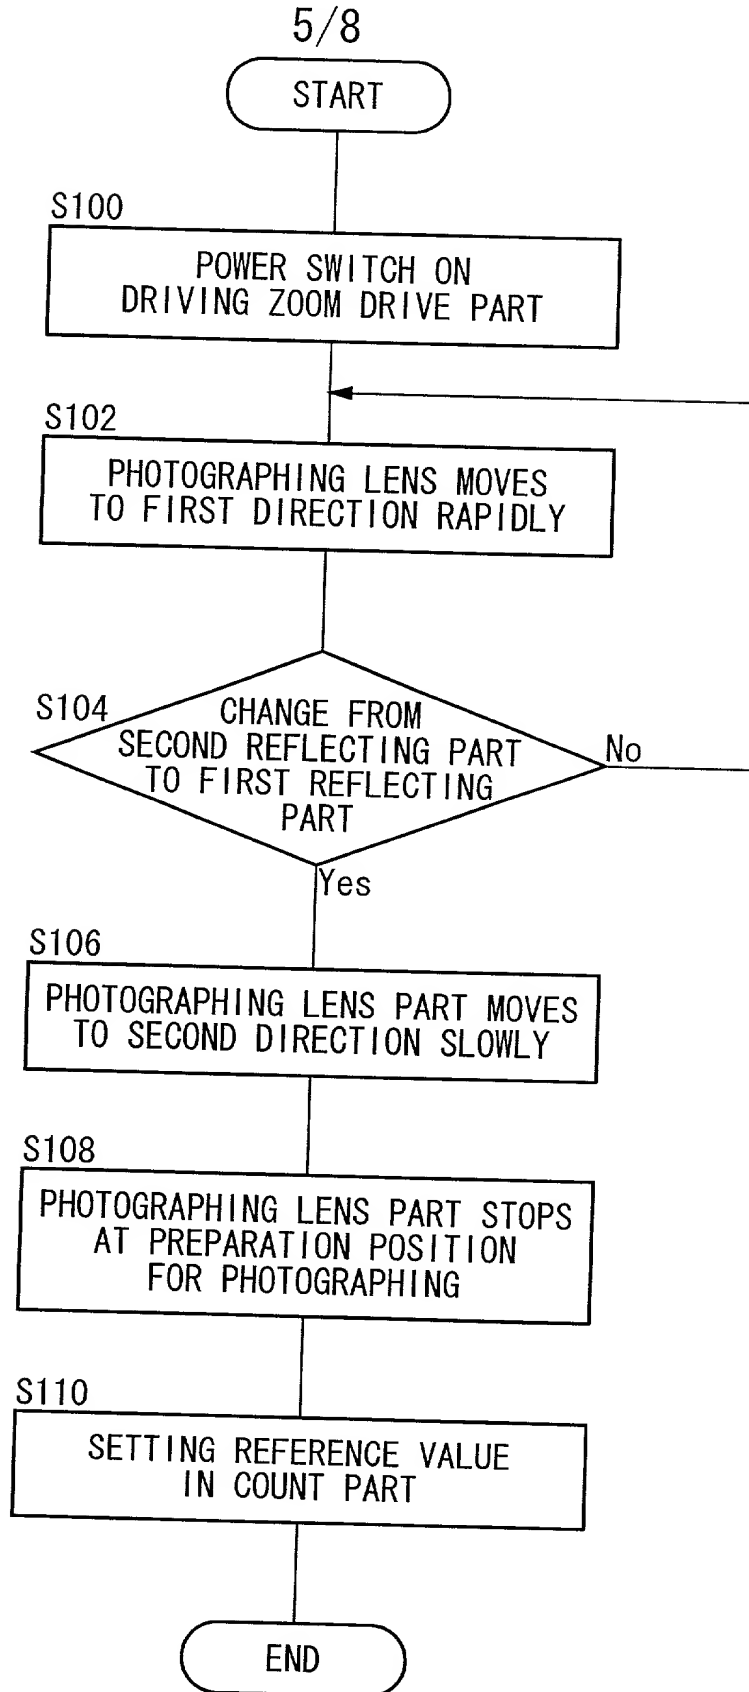 5/8
START
S100
POWER SWITCH ON
DRIVING ZOOM DRIVE PART
S102
PHOTOGRAPHING LENS MOVES
TO FIRST DIRECTION RAPIDLY
S104
CHANGE FROM
SECOND REFLECTING PART
TO FIRST REFLECTING
PART
No
Yes
S106
PHOTOGRAPHING LENS PART MOVES
TO SECOND DIRECTION SLOWLY
S108
PHOTOGRAPHING LENS PART STOPS
AT PREPARATION POSITION
FOR PHOTOGRAPHING
S110
SETTING REFERENCE VALUE
IN COUNT PART
END